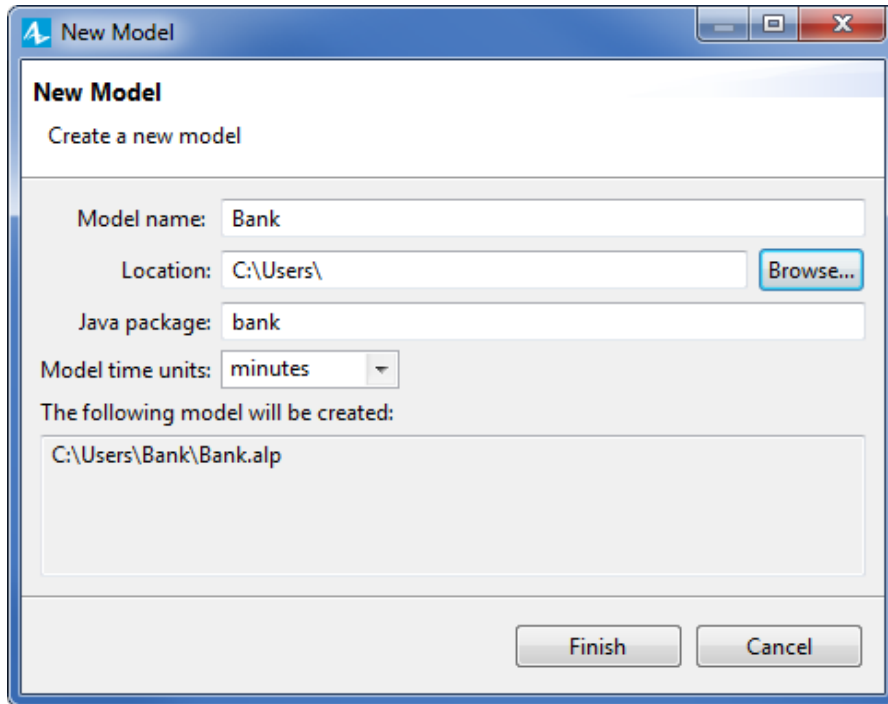 New Model
New Model
Create a new model
Model name: Bank
Location: C:\Users\ Browse...
Java package: bank
Model time units: minutes
The following model will be created:
C:\Users\Bank\Bank.alp
Finish Cancel